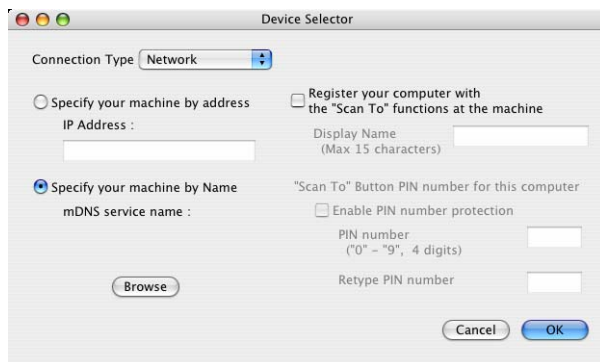 Device Selector
Connection Type Network
Specify your machine by address
IP Address :
Specify your machine by Name
mDNS service name :
Browse
Register your computer with
the "Scan To" functions at the machine
Display Name
(Max 15 characters)
"Scan To" Button PIN number for this computer
Enable PIN number protection
PIN number
("0" - "9", 4 digits)
Retype PIN number
Cancel OK